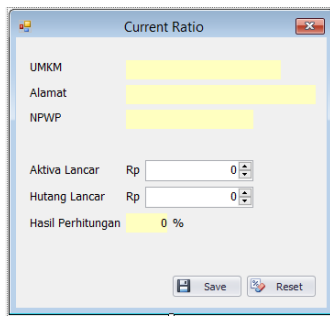 Current Ratio
UMKM
Alamat
NPWP
Aktiva Lancar Rp 0
Hutang Lancar Rp 0
Hasil Perhitungan 0 %
Save Reset